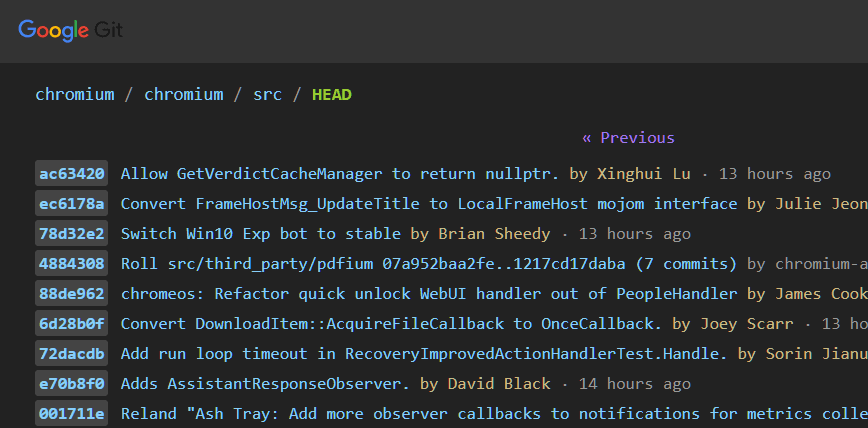 Google Git
chromium / chromium / src / HEAD
« Previous
ac63420 Allow GetVerdictCacheManager to return nullptr. by Xinghui Lu · 13 hours ago
ec6178a Convert FrameHostMsg_UpdateTitle to LocalFrameHost mojom interface by Julie Jeon
78d32e2 Switch Win10 Exp bot to stable by Brian Sheedy · 13 hours ago
4884308 Roll src/third_party/pdfium 07a952baa2fe..1217cd17daba (7 commits) by chromium-a
88de962 chromeos: Refactor quick unlock WebUI handler out of PeopleHandler by James Cook
6d28b0f Convert DownloadItem::AcquireFileCallback to OnceCallback. by Joey Scarr · 13 ho
72dacdb Add run loop timeout in RecoveryImprovedActionHandlerTest.Handle. by Sorin Jianu
e70b8f0 Adds AssistantResponseObserver. by David Black · 14 hours ago
001711e Reland "Ash Tray: Add more observer callbacks to notifications for metrics colle